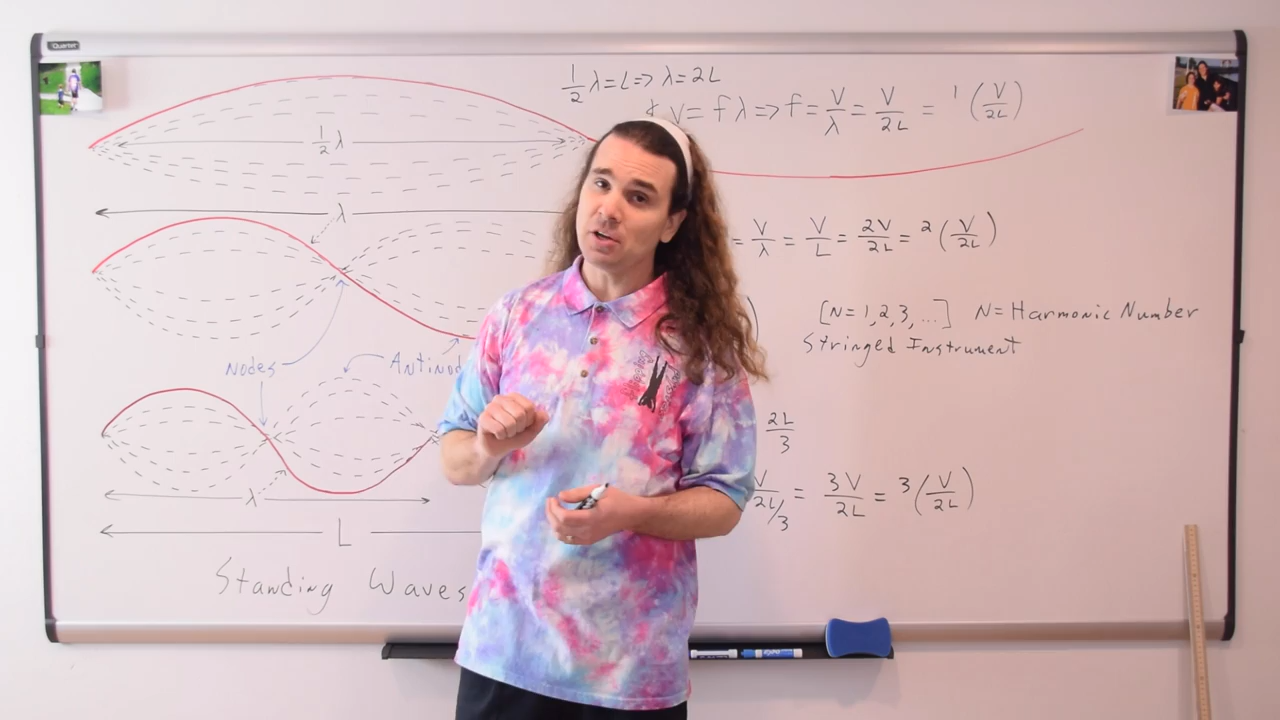 Quartet
1/2 λ = L => λ = 2L
& V = fλ => f = V/λ = V/2L = 1 (V/2L)
1/2 λ
λ
= V/λ = V/L = 2V/2L = 2 (V/2L)
[N = 1, 2, 3, ...] N = Harmonic Number
Stringed Instrument
Nodes
Antinod
2L/3
λ
V/2L/3 = 3V/2L = 3 (V/2L)
L
Standing Waves